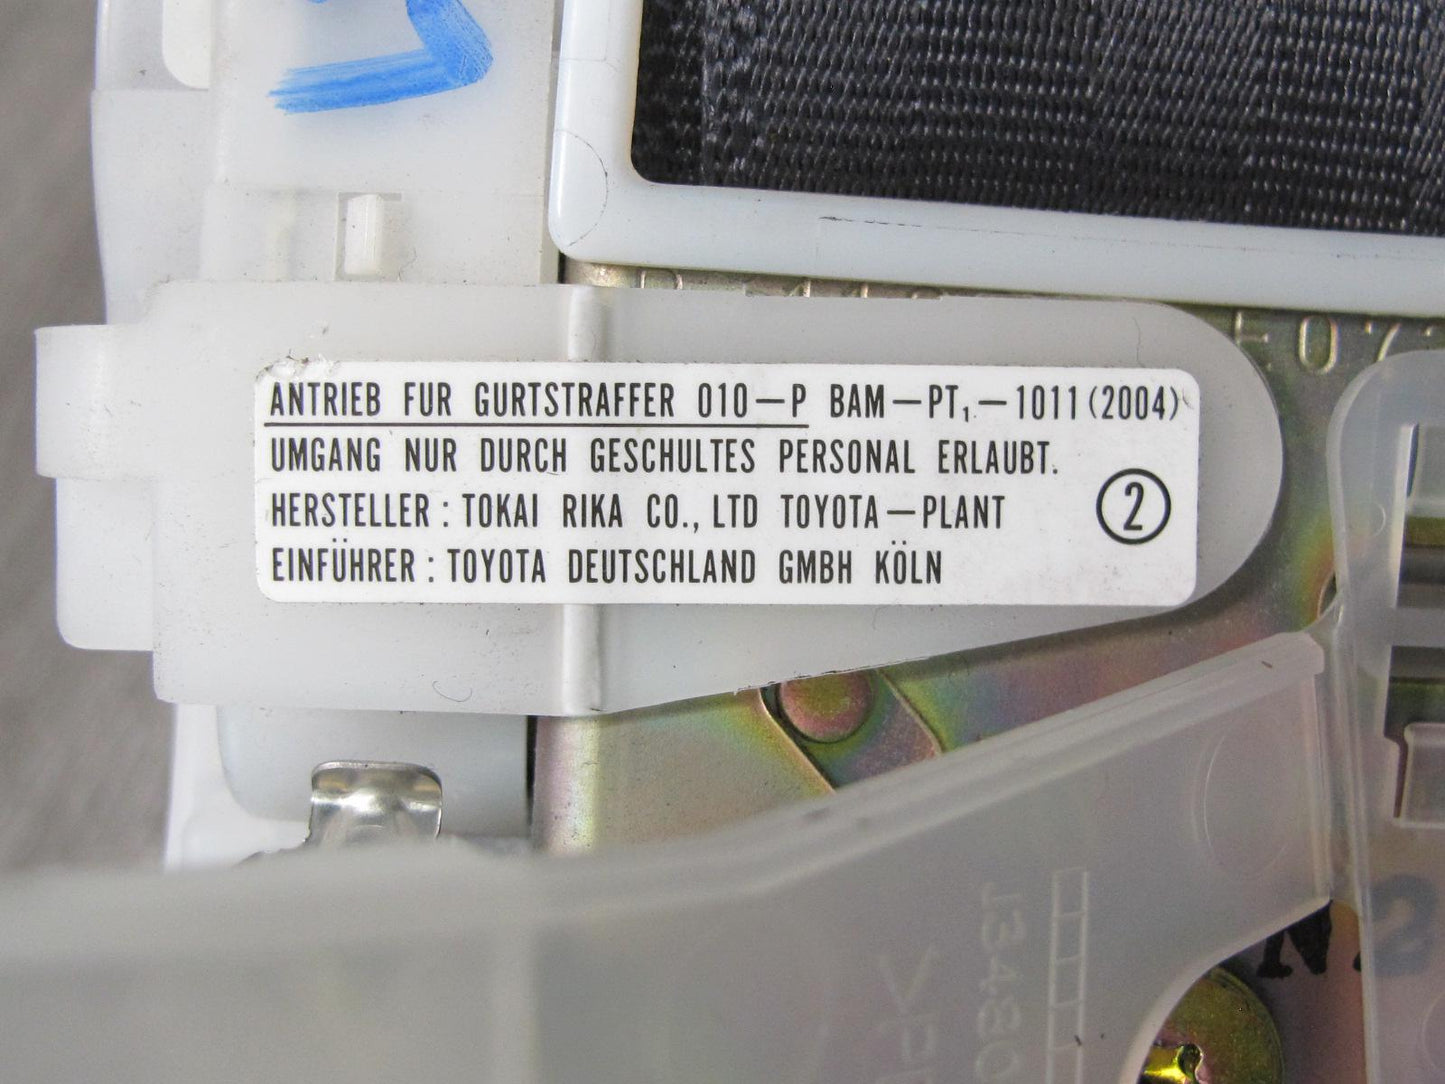 ANTRIEB FUR GURTSTRAFFER 010-P BAM-PT₁-1011(2004)
UMGANG NUR DURCH GESCHULTES PERSONAL ERLAUBT.
HERSTELLER : TOKAI RIKA CO., LTD TOYOTA-PLANT
2
EINFÜHRER : TOYOTA DEUTSCHLAND GMBH KÖLN
J3480